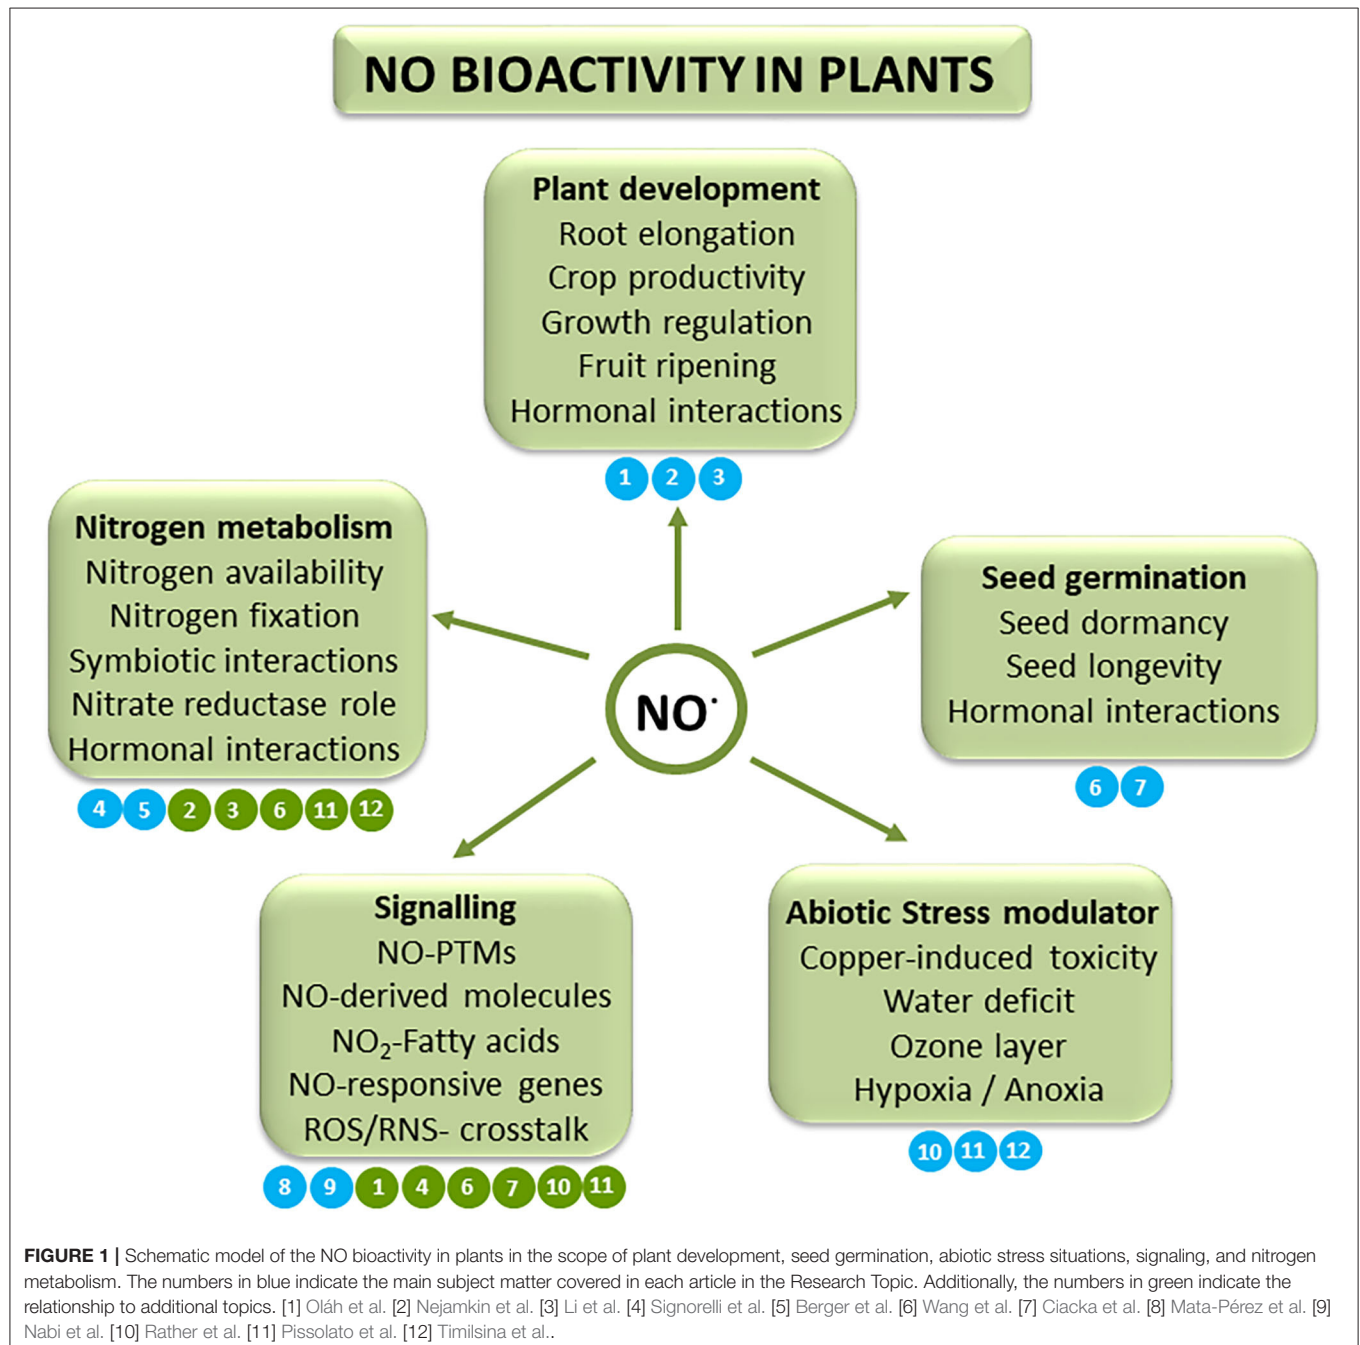 NO BIOACTIVITY IN PLANTS
Plant development
Root elongation
Crop productivity
Growth regulation
Fruit ripening
Hormonal interactions
1 2 3
Nitrogen metabolism
Nitrogen availability
Nitrogen fixation
Symbiotic interactions
Nitrate reductase role
Hormonal interactions
4 5 2 3 6 11 12
Seed germination
Seed dormancy
Seed longevity
Hormonal interactions
6 7
NO·
Signalling
NO-PTMs
NO-derived molecules
NO₂-Fatty acids
NO-responsive genes
ROS/RNS- crosstalk
8 9 1 4 6 7 10 11
Abiotic Stress modulator
Copper-induced toxicity
Water deficit
Ozone layer
Hypoxia / Anoxia
10 11 12
FIGURE 1 | Schematic model of the NO bioactivity in plants in the scope of plant development, seed germination, abiotic stress situations, signaling, and nitrogen
metabolism. The numbers in blue indicate the main subject matter covered in each article in the Research Topic. Additionally, the numbers in green indicate the
relationship to additional topics. [1] Oláh et al. [2] Nejamkin et al. [3] Li et al. [4] Signorelli et al. [5] Berger et al. [6] Wang et al. [7] Ciacka et al. [8] Mata-Pérez et al. [9]
Nabi et al. [10] Rather et al. [11] Pissolato et al. [12] Timilsina et al..